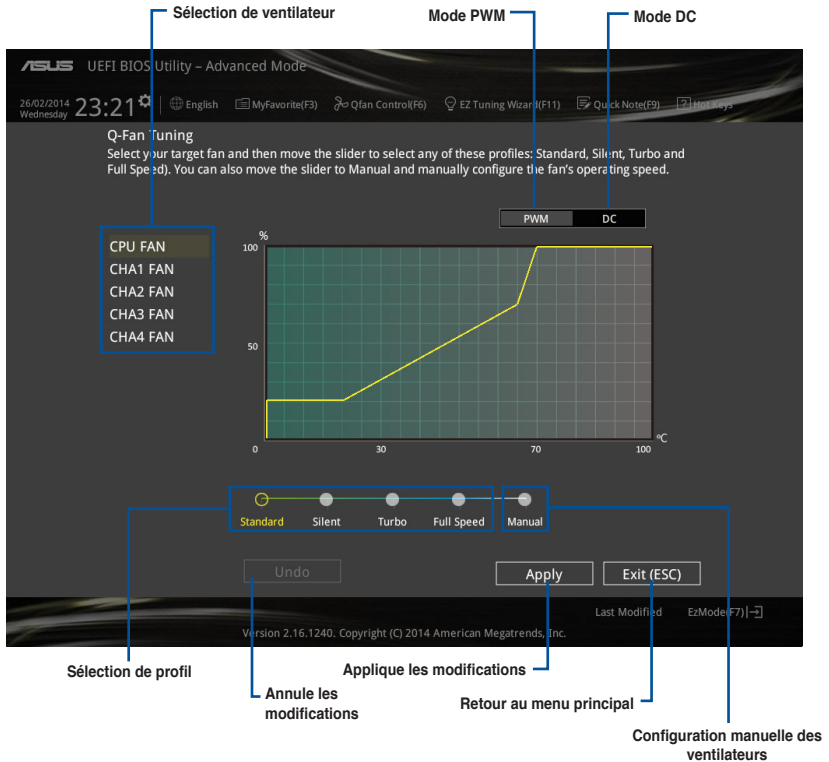 Sélection de ventilateur
Mode PWM
Mode DC
ASUS UEFI BIOS Utility – Advanced Mode
26/02/2014
Wednesday
23:21
English
MyFavorite(F3)
Qfan Control(F6)
EZ Tuning Wizard(F11)
Quick Note(F9)
? Hot Keys
Q-Fan Tuning
Select your target fan and then move the slider to select any of these profiles: Standard, Silent, Turbo and
Full Speed). You can also move the slider to Manual and manually configure the fan's operating speed.
PWM
DC
CPU FAN
CHA1 FAN
CHA2 FAN
CHA3 FAN
CHA4 FAN
%
100
50
0
30
70
100
ºC
Standard
Silent
Turbo
Full Speed
Manual
Undo
Apply
Exit (ESC)
Last Modified
EzMode(F7)
Version 2.16.1240. Copyright (C) 2014 American Megatrends, Inc.
Sélection de profil
Annule les
modifications
Applique les modifications
Retour au menu principal
Configuration manuelle des
ventilateurs